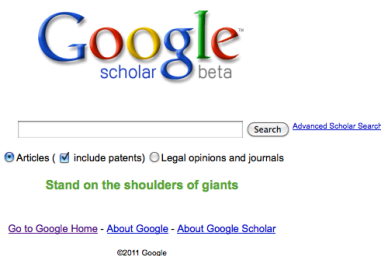 Google™
scholar beta
Search Advanced Scholar Search
Articles ( include patents) Legal opinions and journals
Stand on the shoulders of giants
Go to Google Home - About Google - About Google Scholar
©2011 Google